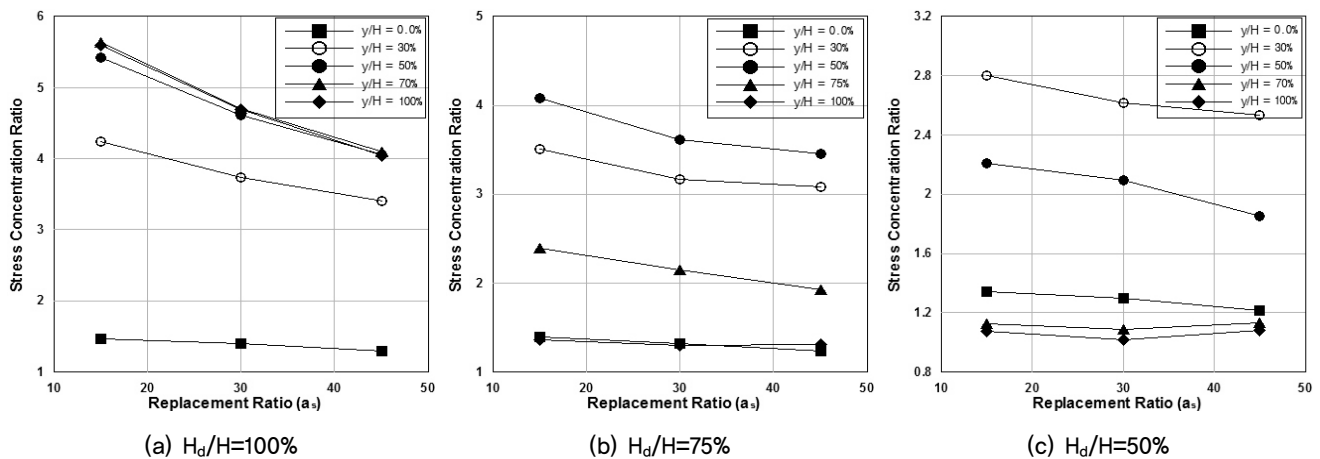 6
5
4
3
2
1
10
20
30
40
50
Stress Concentration Ratio
Replacement Ratio (as)
y/H = 0.0%
y/H = 30%
y/H = 50%
y/H = 70%
y/H = 100%
(a) Hd/H=100%
5
4
3
2
1
10
20
30
40
50
Stress Concentration Ratio
Replacement Ratio (as)
y/H = 0.0%
y/H = 30%
y/H = 50%
y/H = 75%
y/H = 100%
(b) Hd/H=75%
3.2
2.8
2.4
2
1.6
1.2
0.8
10
20
30
40
50
Stress Concentration Ratio
Replacement Ratio (as)
y/H = 0.0%
y/H = 30%
y/H = 50%
y/H = 70%
y/H = 100%
(c) Hd/H=50%